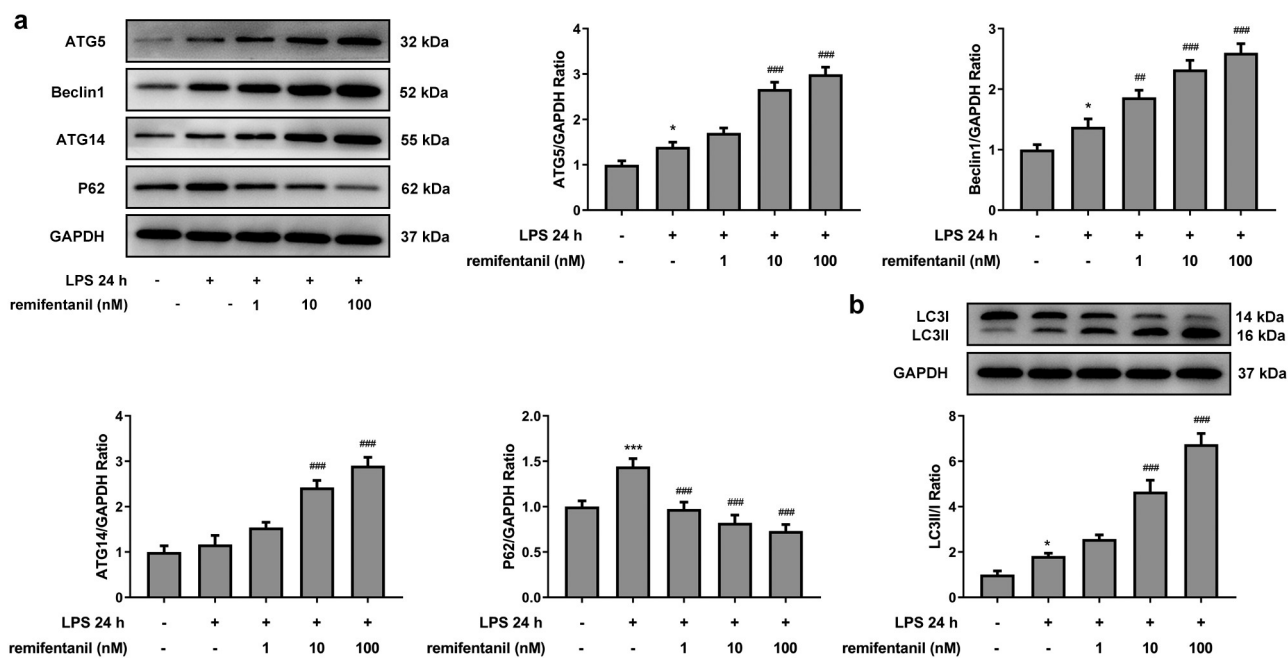 a
ATG5 32 kDa
Beclin1 52 kDa
ATG14 55 kDa
P62 62 kDa
GAPDH 37 kDa
LPS 24 h - + + + +
remifentanil (nM) - - 1 10 100
ATG5/GAPDH Ratio
4
3
2
1
0
*
###
###
LPS 24 h - + + + +
remifentanil (nM) - - 1 10 100
Beclin1/GAPDH Ratio
3
2
1
0
*
##
###
###
LPS 24 h - + + + +
remifentanil (nM) - - 1 10 100
ATG14/GAPDH Ratio
4
3
2
1
0
###
###
LPS 24 h - + + + +
remifentanil (nM) - - 1 10 100
P62/GAPDH Ratio
2.0
1.5
1.0
0.5
0.0
***
###
###
###
LPS 24 h - + + + +
remifentanil (nM) - - 1 10 100
b
LC3I 14 kDa
LC3II 16 kDa
GAPDH 37 kDa
LC3II/I Ratio
8
6
4
2
0
*
###
###
LPS 24 h - + + + +
remifentanil (nM) - - 1 10 100